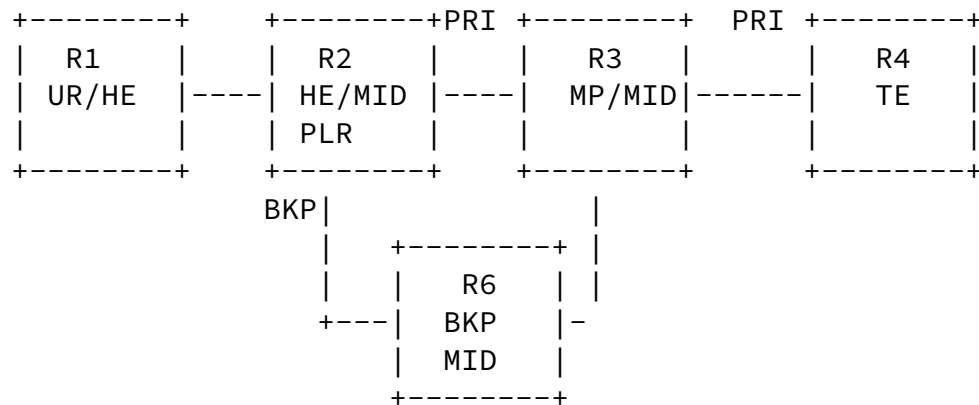 PRI PRI
R1 R2 R3 R4
UR/HE HE/MID MP/MID TE
PLR
BKP
R6
BKP
MID